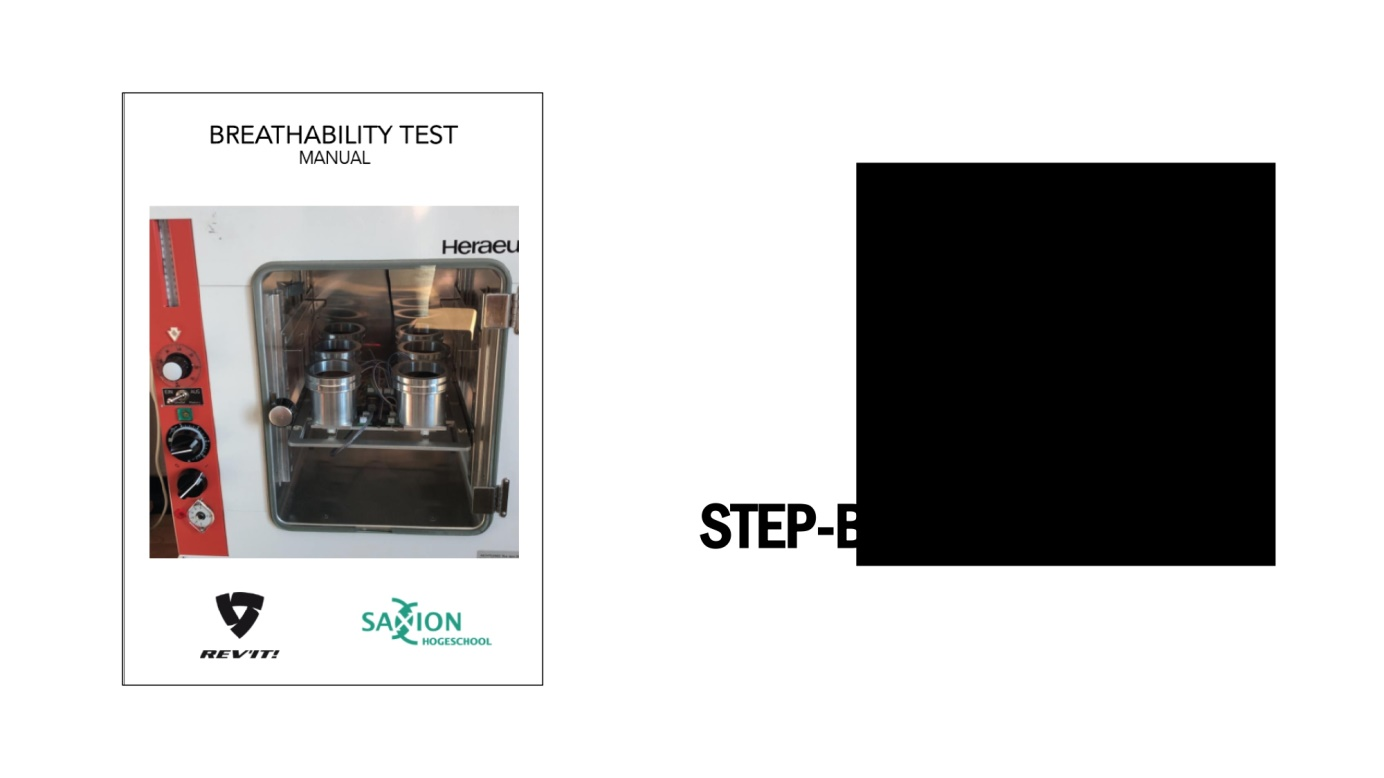 BREATHABILITY TEST
MANUAL
Heraeu
REV'IT!
SAXION
HOGESCHOOL
STEP-B